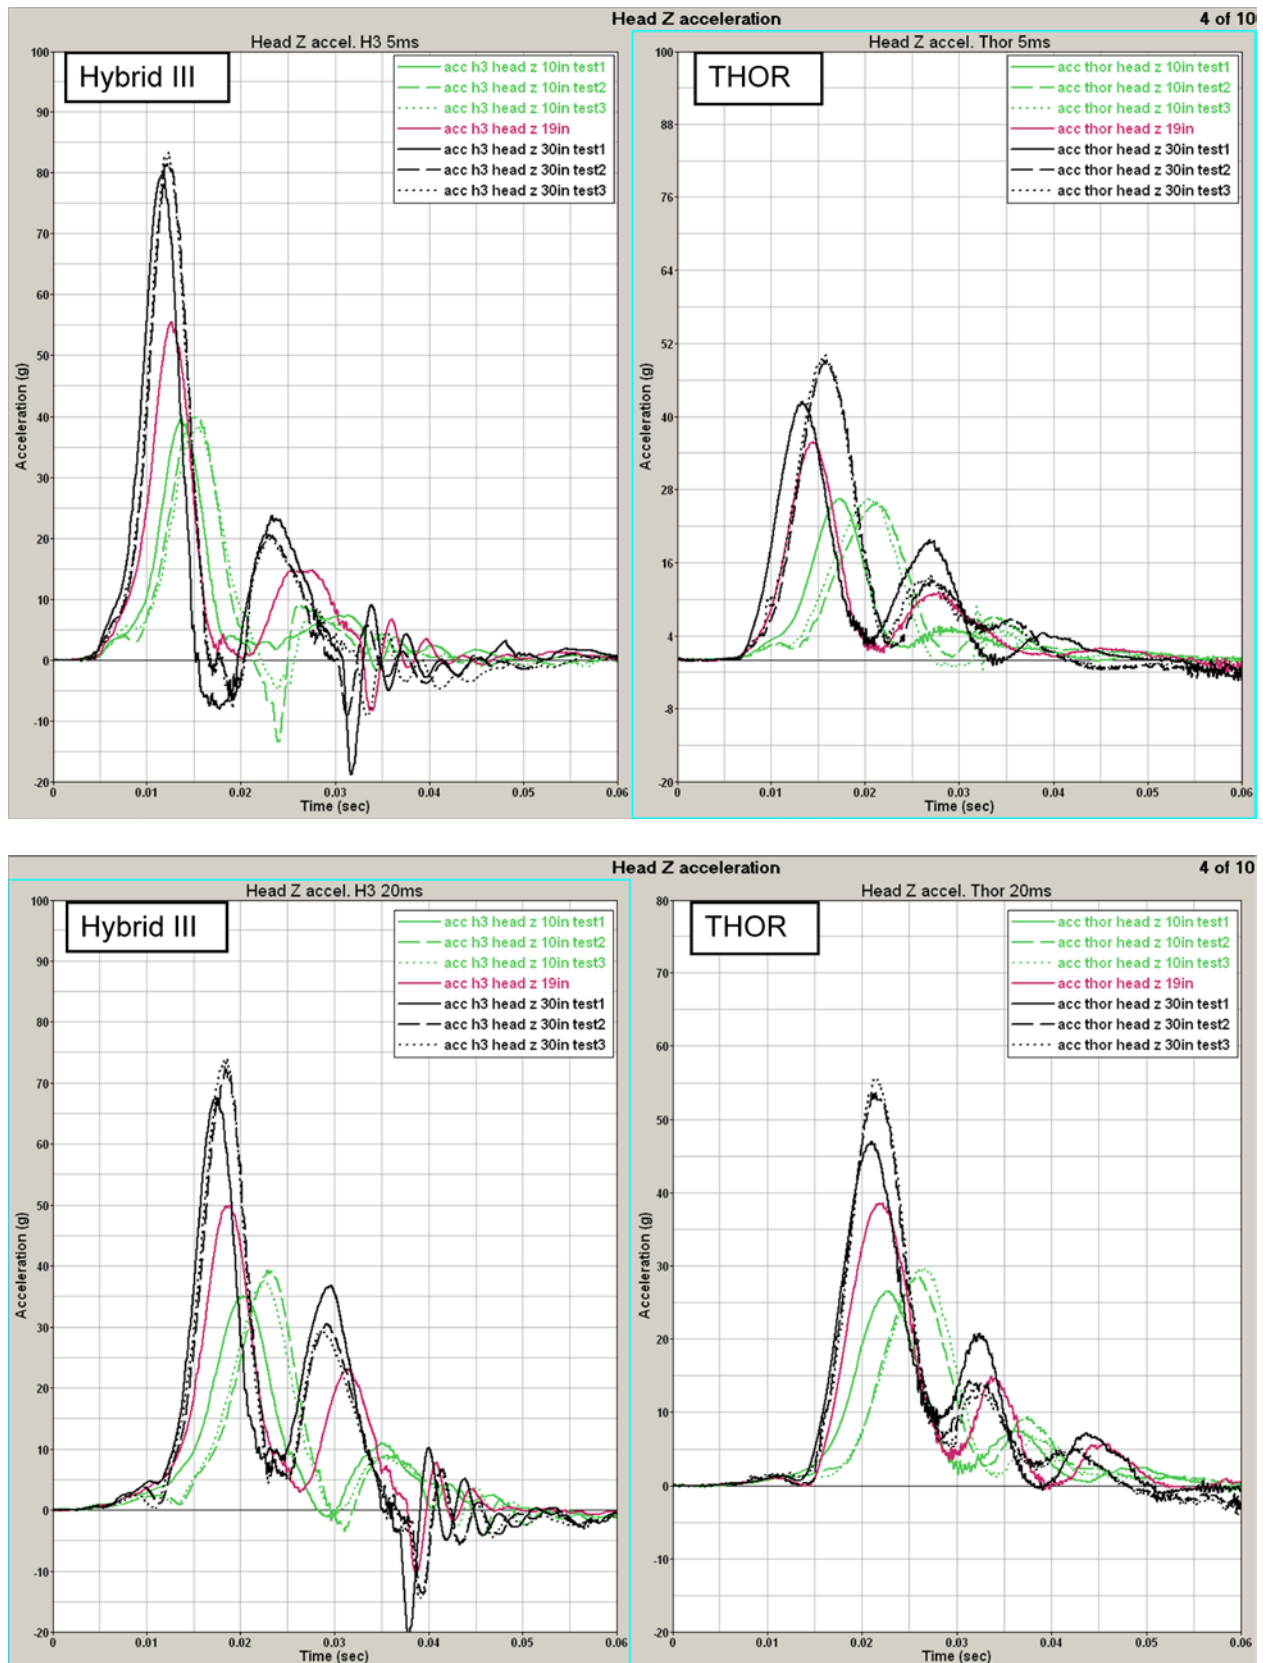 Head Z acceleration
4 of 10
Head Z accel. H3 5ms
Hybrid III
acc h3 head z 10in test1
acc h3 head z 10in test2
acc h3 head z 10in test3
acc h3 head z 19in
acc h3 head z 30in test1
acc h3 head z 30in test2
acc h3 head z 30in test3
100
90
80
70
60
50
40
30
20
10
0
-10
-20
Acceleration (g)
0 0.01 0.02 0.03 0.04 0.05 0.06
Time (sec)
Head Z accel. Thor 5ms
THOR
acc thor head z 10in test1
acc thor head z 10in test2
acc thor head z 10in test3
acc thor head z 19in
acc thor head z 30in test1
acc thor head z 30in test2
acc thor head z 30in test3
100
88
76
64
52
40
28
16
4
-8
-20
Acceleration (g)
0 0.01 0.02 0.03 0.04 0.05 0.06
Time (sec)
Head Z acceleration
4 of 10
Head Z accel. H3 20ms
Hybrid III
acc h3 head z 10in test1
acc h3 head z 10in test2
acc h3 head z 10in test3
acc h3 head z 19in
acc h3 head z 30in test1
acc h3 head z 30in test2
acc h3 head z 30in test3
100
90
80
70
60
50
40
30
20
10
0
-10
-20
Acceleration (g)
0 0.01 0.02 0.03 0.04 0.05 0.06
Time (sec)
Head Z accel. Thor 20ms
THOR
acc thor head z 10in test1
acc thor head z 10in test2
acc thor head z 10in test3
acc thor head z 19in
acc thor head z 30in test1
acc thor head z 30in test2
acc thor head z 30in test3
80
70
60
50
40
30
20
10
0
-10
-20
Acceleration (g)
0 0.01 0.02 0.03 0.04 0.05 0.06
Time (sec)